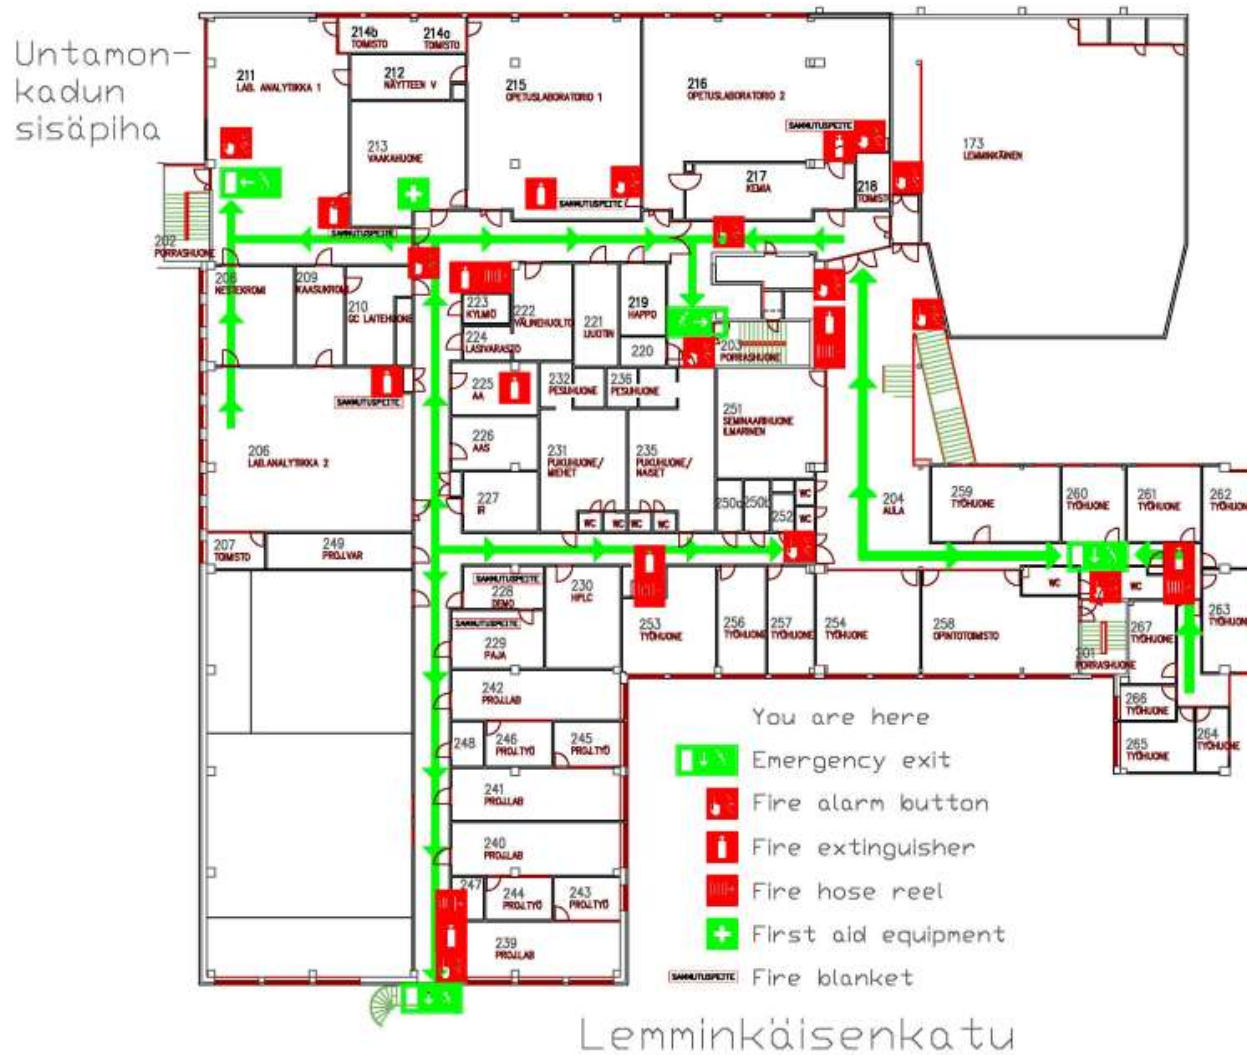 Untamon-
kadun
sisäpiha
214b
TOIMISTO
214a
TOIMISTO
211
LAB. ANALYTIIKKA 1
212
NÄYTTEEN V
215
OPETUSLABORATORIO 1
216
OPETUSLABORATORIO 2
SAMMUTUSPEITE
173
LEMMINKÄINEN
213
VAAKAHUONE
217
KEMIA
218
TOIMISTO
SAMMUTUSPEITE
SAMMUTUSPEITE
202
PORRASHUONE
208
NESTEKROMI
209
KAASUKROMI
210
GC LAITEHUONE
223
KYLMIÖ
222
VÄLINEHUOLTO
221
LIUOTIN
219
HAPPO
224
LASIVARASTO
220
203
PORRASHUONE
225
AA
232
PESUHUONE
236
PESUHUONE
SAMMUTUSPEITE
251
SEMINAARIHUONE
ILMARINEN
226
AAS
231
PUKUHUONE/
MIEHET
235
PUKUHUONE/
NAISET
206
LAB.ANALYTIIKKA 2
227
IR
250a
250b
252
WC
WC
WC
WC
WC
WC
204
AULA
259
TYÖHUONE
260
TYÖHUONE
261
TYÖHUONE
262
TYÖHUONE
207
TOIMISTO
249
PROJ.VAR
SAMMUTUSPEITE
228
DEMO
230
HPLC
SAMMUTUSPEITE
229
PAJA
253
TYÖHUONE
256
TYÖHUONE
257
TYÖHUONE
254
TYÖHUONE
258
OPINTOTOIMISTO
WC
WC
201
PORRASHUONE
267
TYÖHUONE
263
TYÖHUONE
242
PROJ.LAB
266
TYÖHUONE
265
TYÖHUONE
264
TYÖHUONE
248
246
PROJ.TYÖ
245
PROJ.TYÖ
241
PROJ.LAB
240
PROJ.LAB
247
244
PROJ.TYÖ
243
PROJ.TYÖ
239
PROJ.LAB
You are here
Emergency exit
Fire alarm button
Fire extinguisher
Fire hose reel
First aid equipment
SAMMUTUSPEITE
Fire blanket
Lemminkäisenkatu